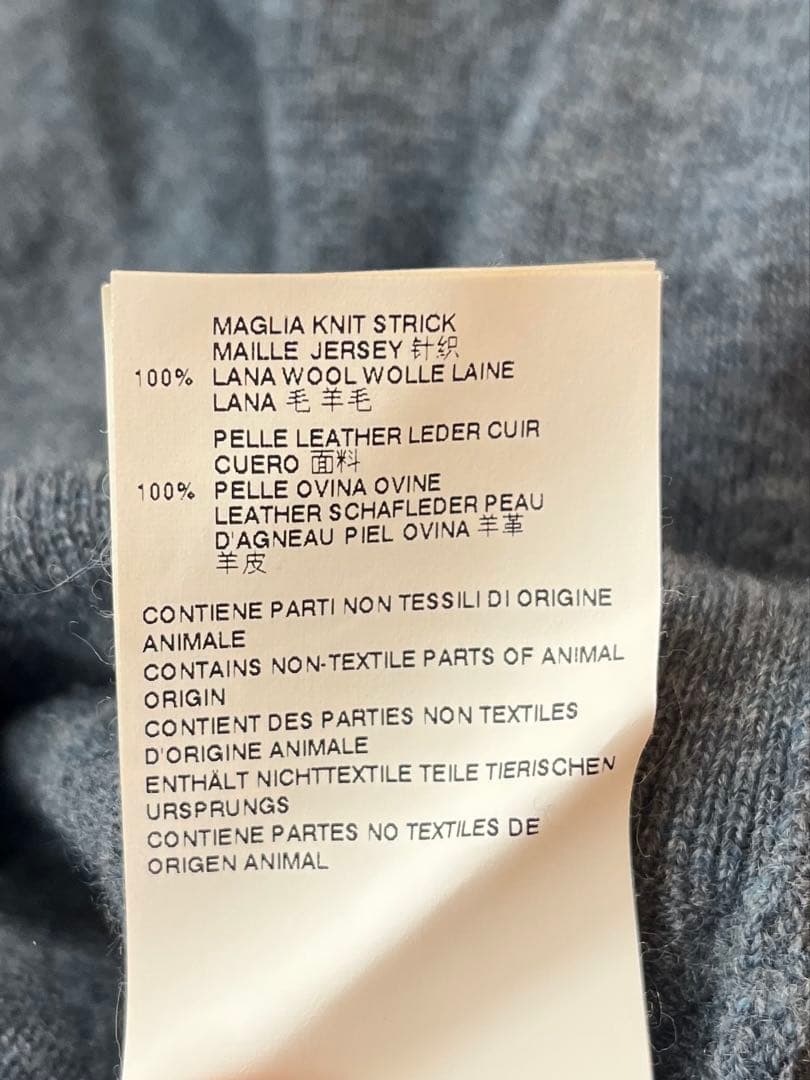 MAGLIA KNIT STRICK
MAILLE JERSEY 针织
100% LANA WOOL WOLLE LAINE
LANA 毛 羊毛
PELLE LEATHER LEDER CUIR
CUERO 面料
100% PELLE OVINA OVINE
LEATHER SCHAFLEDER PEAU
D'AGNEAU PIEL OVINA 羊革
羊皮
CONTIENE PARTI NON TESSILI DI ORIGINE
ANIMALE
CONTAINS NON-TEXTILE PARTS OF ANIMAL
ORIGIN
CONTIENT DES PARTIES NON TEXTILES
D'ORIGINE ANIMALE
ENTHÄLT NICHTTEXTILE TEILE TIERISCHEN
URSPRUNGS
CONTIENE PARTES NO TEXTILES DE
ORIGEN ANIMAL